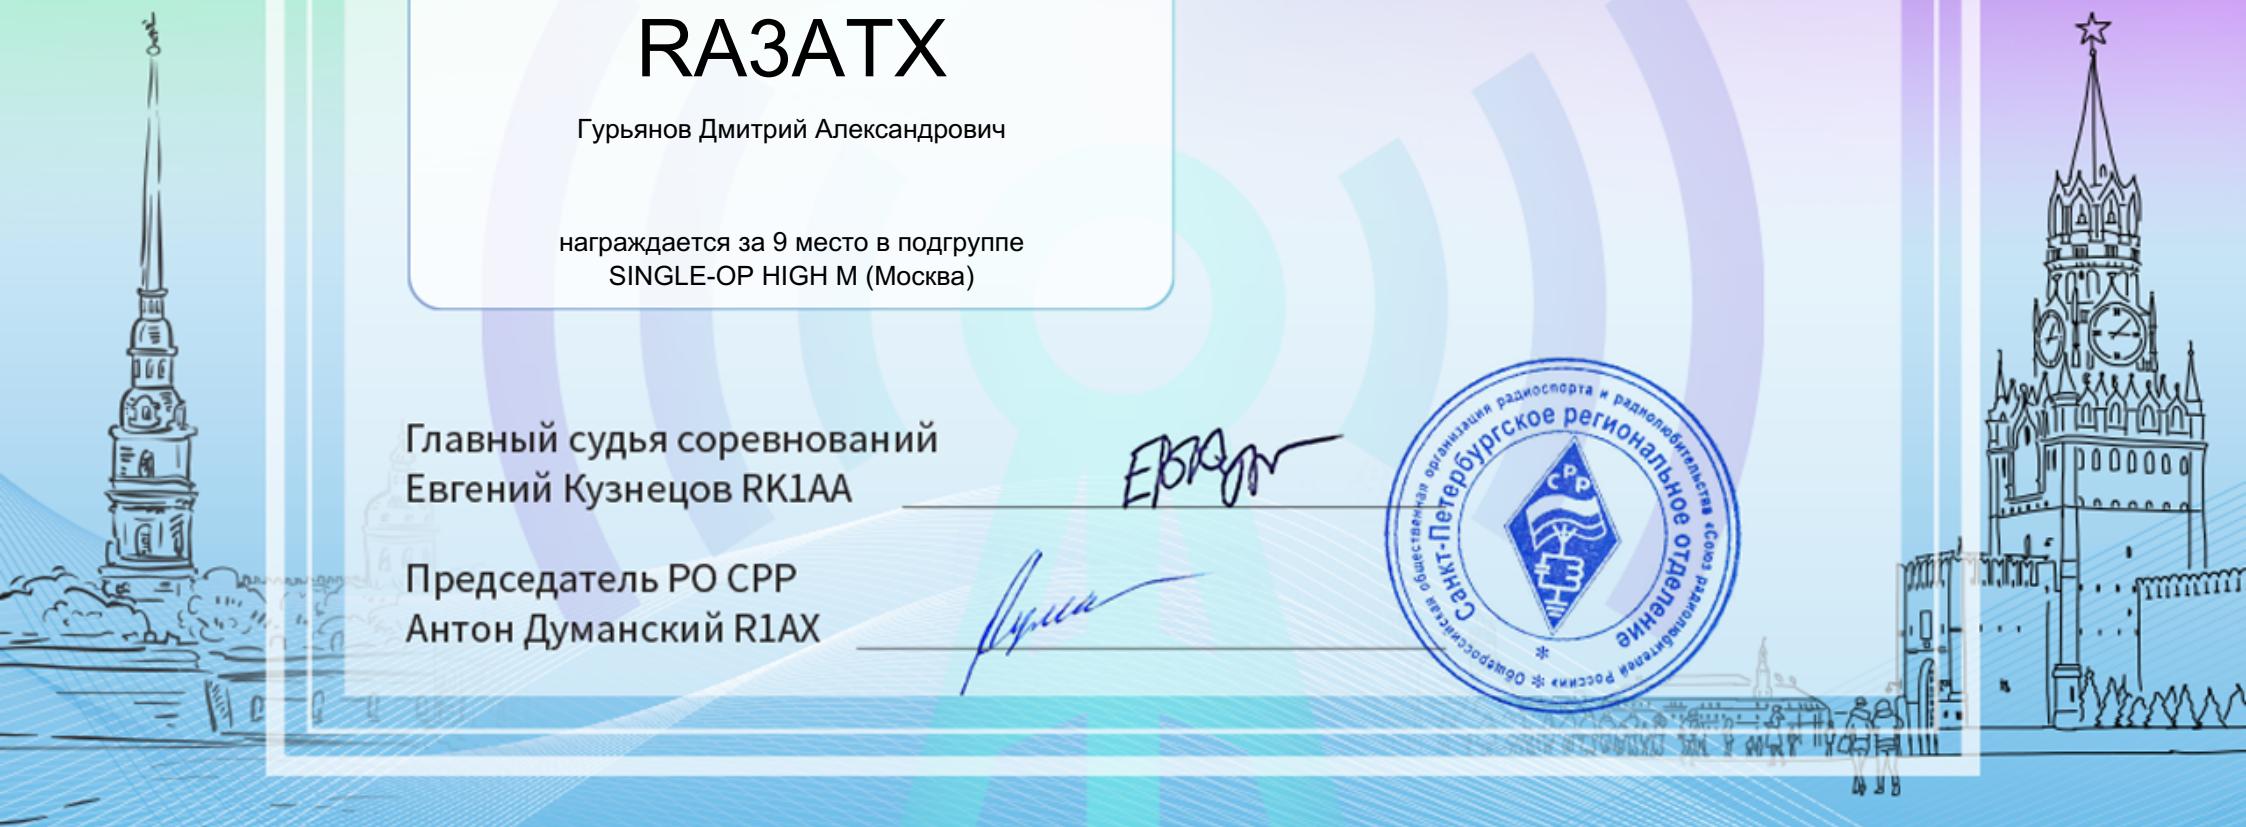 RA3ATX
Гурьянов Дмитрий Александрович
награждается за 9 место в подгруппе
SINGLE-OP HIGH M (Москва)
Главный судья соревнований
Евгений Кузнецов RK1AA
Председатель РО СРР
Антон Думанский R1AX
Общероссийская общественная организация радиоспорта и радиолюбительства «Союз радиолюбителей России»
Санкт-Петербургское региональное отделение
СРР